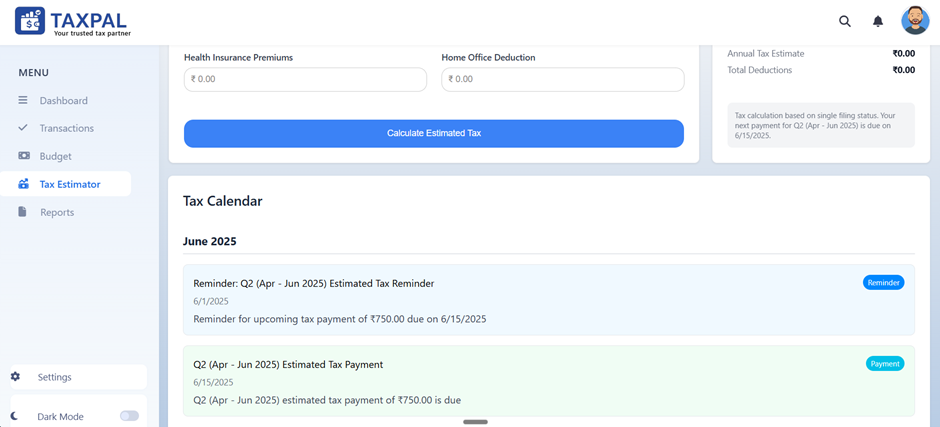 TAXPAL
Your trusted tax partner
MENU
Dashboard
Transactions
Budget
Tax Estimator
Reports
Settings
Dark Mode
Health Insurance Premiums
Home Office Deduction
₹ 0.00
₹ 0.00
Calculate Estimated Tax
Annual Tax Estimate ₹0.00
Total Deductions ₹0.00
Tax calculation based on single filing status. Your
next payment for Q2 (Apr - Jun 2025) is due on
6/15/2025.
Tax Calendar
June 2025
Reminder: Q2 (Apr - Jun 2025) Estimated Tax Reminder
Reminder
6/1/2025
Reminder for upcoming tax payment of ₹750.00 due on 6/15/2025
Q2 (Apr - Jun 2025) Estimated Tax Payment
Payment
6/15/2025
Q2 (Apr - Jun 2025) estimated tax payment of ₹750.00 is due